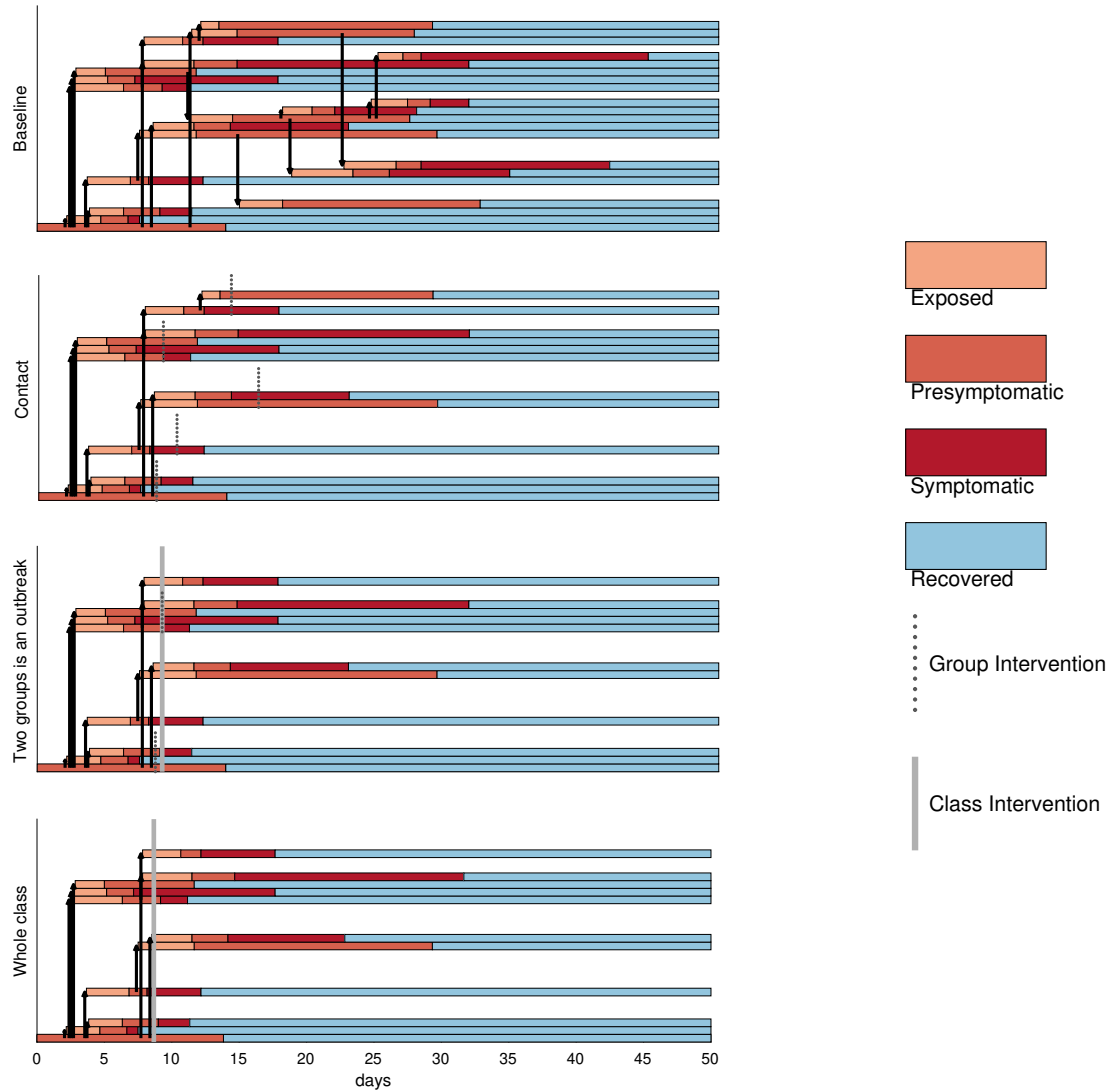 Baseline
Contact
Two groups is an outbreak
Whole class
0 5 10 15 20 25 30 35 40 45 50
days
Exposed
Presymptomatic
Symptomatic
Recovered
Group Intervention
Class Intervention